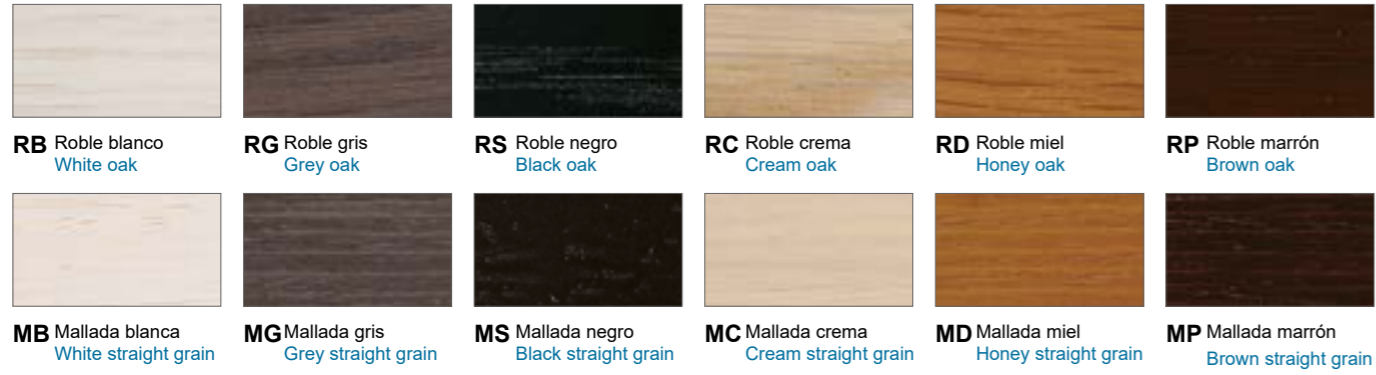 RB Roble blanco
White oak
RG Roble gris
Grey oak
RS Roble negro
Black oak
RC Roble crema
Cream oak
RD Roble miel
Honey oak
RP Roble marrón
Brown oak
MB Mallada blanca
White straight grain
MG Mallada gris
Grey straight grain
MS Mallada negro
Black straight grain
MC Mallada crema
Cream straight grain
MD Mallada miel
Honey straight grain
MP Mallada marrón
Brown straight grain